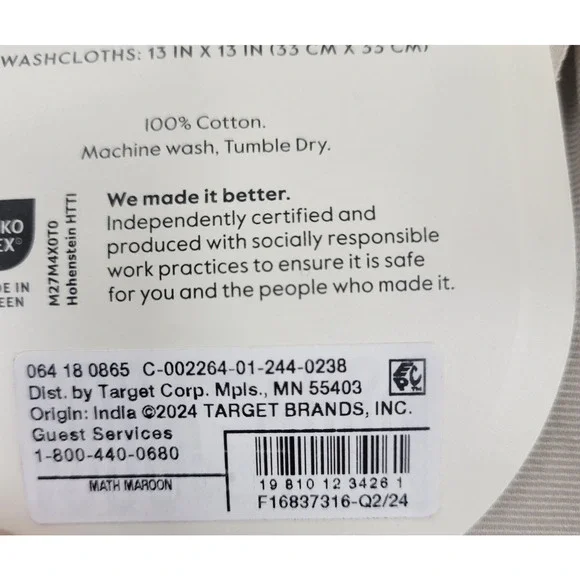 WASHCLOTHS: 13 IN X 13 IN (33 CM X 33 CM)
100% Cotton.
Machine wash, Tumble Dry.
We made it better.
Independently certified and
produced with socially responsible
work practices to ensure it is safe
for you and the people who made it.
KO
EX®
E IN
EEN
M27M4X0T0
Hohenstein HTTI
064 18 0865 C-002264-01-244-0238
Dist. by Target Corp. Mpls., MN 55403
Origin: India ©2024 TARGET BRANDS, INC.
Guest Services
1-800-440-0680
MATH MAROON
19 810 12 3426 1
F16837316-Q2/24